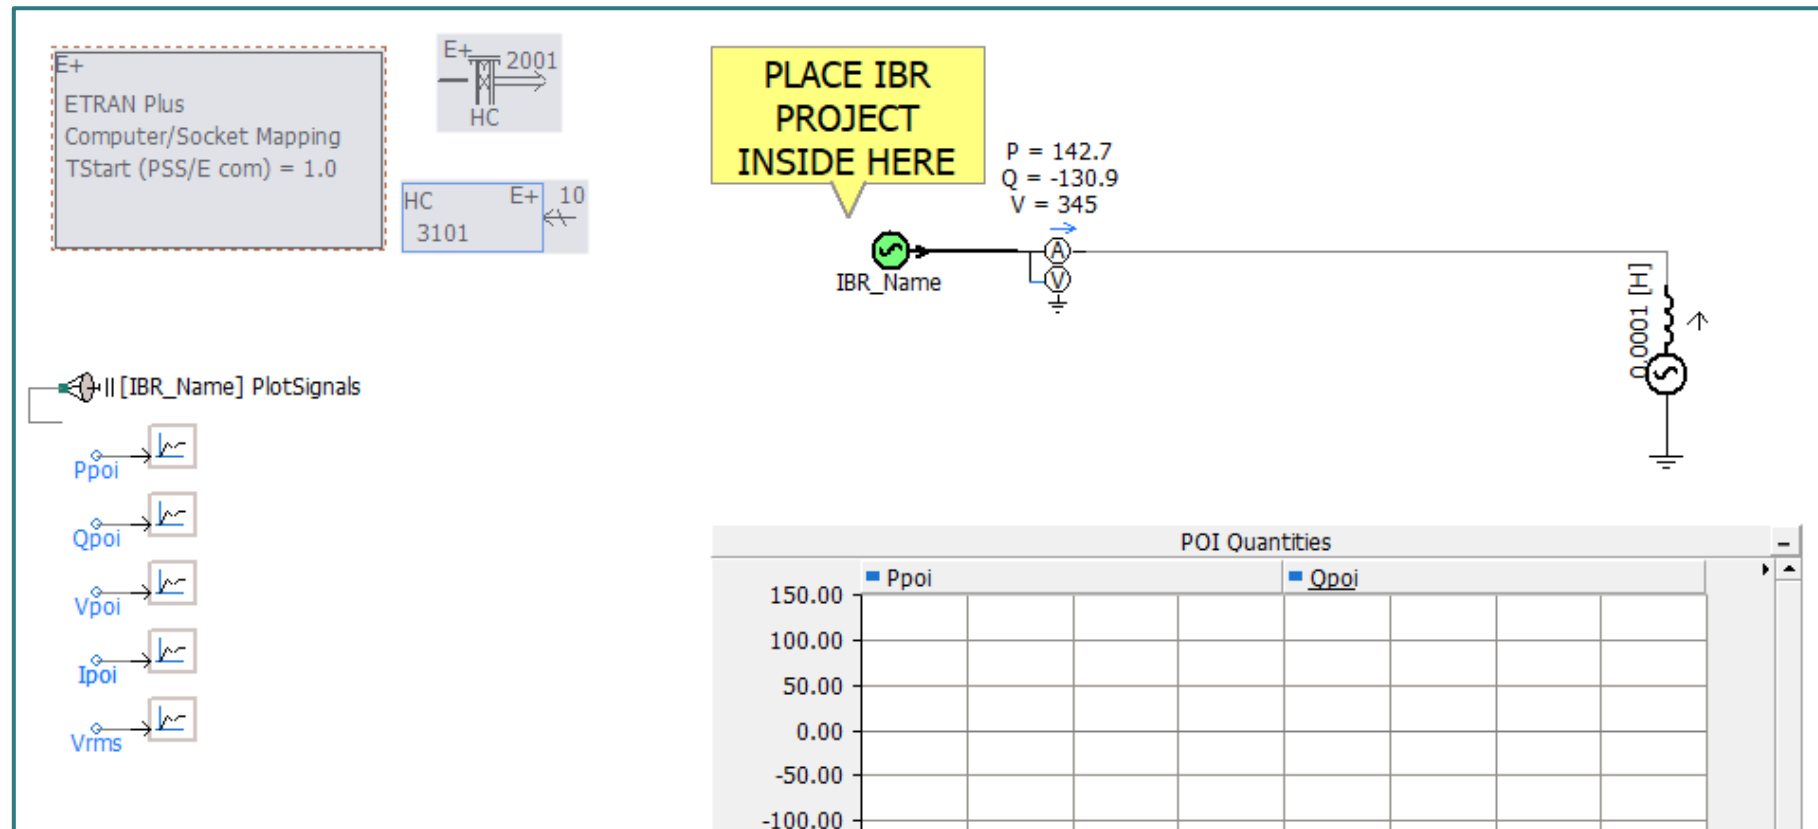 E+
ETRAN Plus
Computer/Socket Mapping
TStart (PSS/E com) = 1.0
E+
2001
HC
HC
E+
10
3101
PLACE IBR
PROJECT
INSIDE HERE
P = 142.7
Q = -130.9
V = 345
A
V
IBR_Name
0.0001 [H]
[IBR_Name] PlotSignals
Ppoi
Qpoi
Vpoi
Ipoi
Vrms
POI Quantities
Ppoi
Qpoi
150.00
100.00
50.00
0.00
-50.00
-100.00